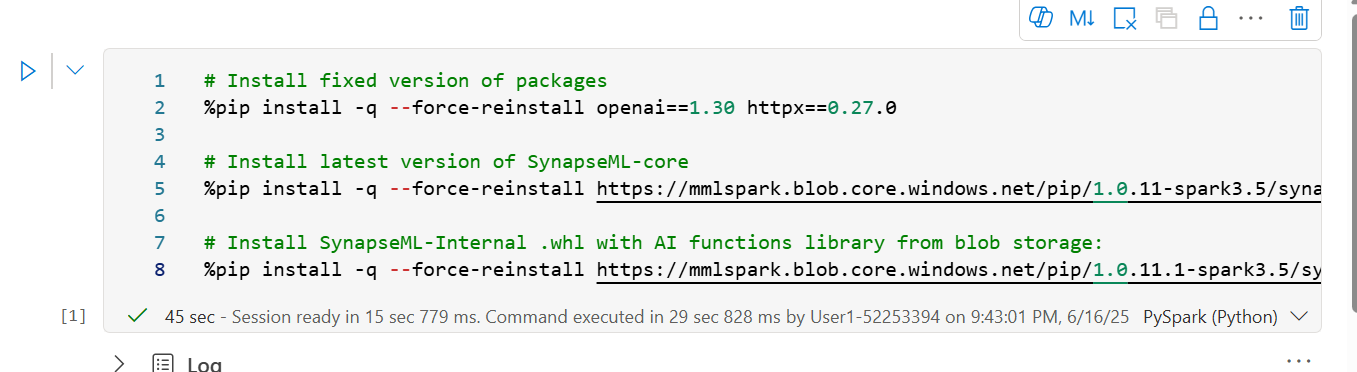 M↓
1 # Install fixed version of packages
2 %pip install -q --force-reinstall openai==1.30 httpx==0.27.0
3
4 # Install latest version of SynapseML-core
5 %pip install -q --force-reinstall https://mmlspark.blob.core.windows.net/pip/1.0.11-spark3.5/syna
6
7 # Install SynapseML-Internal .whl with AI functions library from blob storage:
8 %pip install -q --force-reinstall https://mmlspark.blob.core.windows.net/pip/1.0.11.1-spark3.5/sy
[1] 45 sec - Session ready in 15 sec 779 ms. Command executed in 29 sec 828 ms by User1-52253394 on 9:43:01 PM, 6/16/25 PySpark (Python)
Log